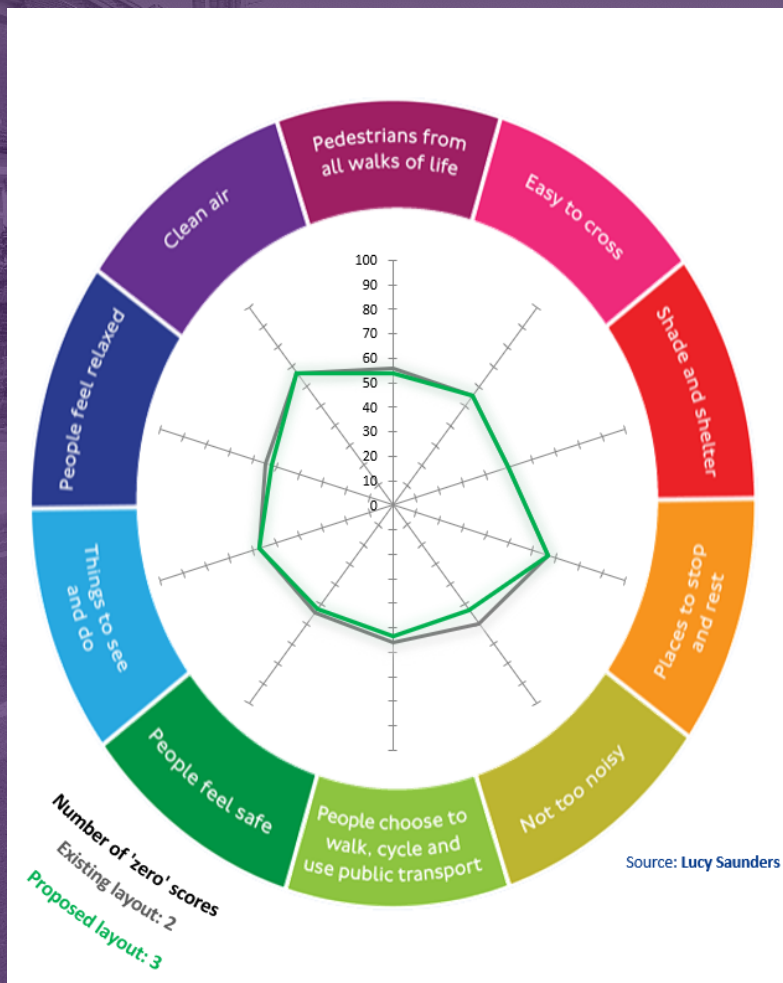 Pedestrians from
all walks of life
Easy to cross
Shade and shelter
Places to stop
and rest
Not too noisy
People choose to
walk, cycle and
use public transport
People feel safe
Things to see
and do
People feel relaxed
Clean air
100
90
80
70
60
50
40
30
20
10
0
Number of 'zero' scores
Existing layout: 2
Proposed layout: 3
Source: Lucy Saunders